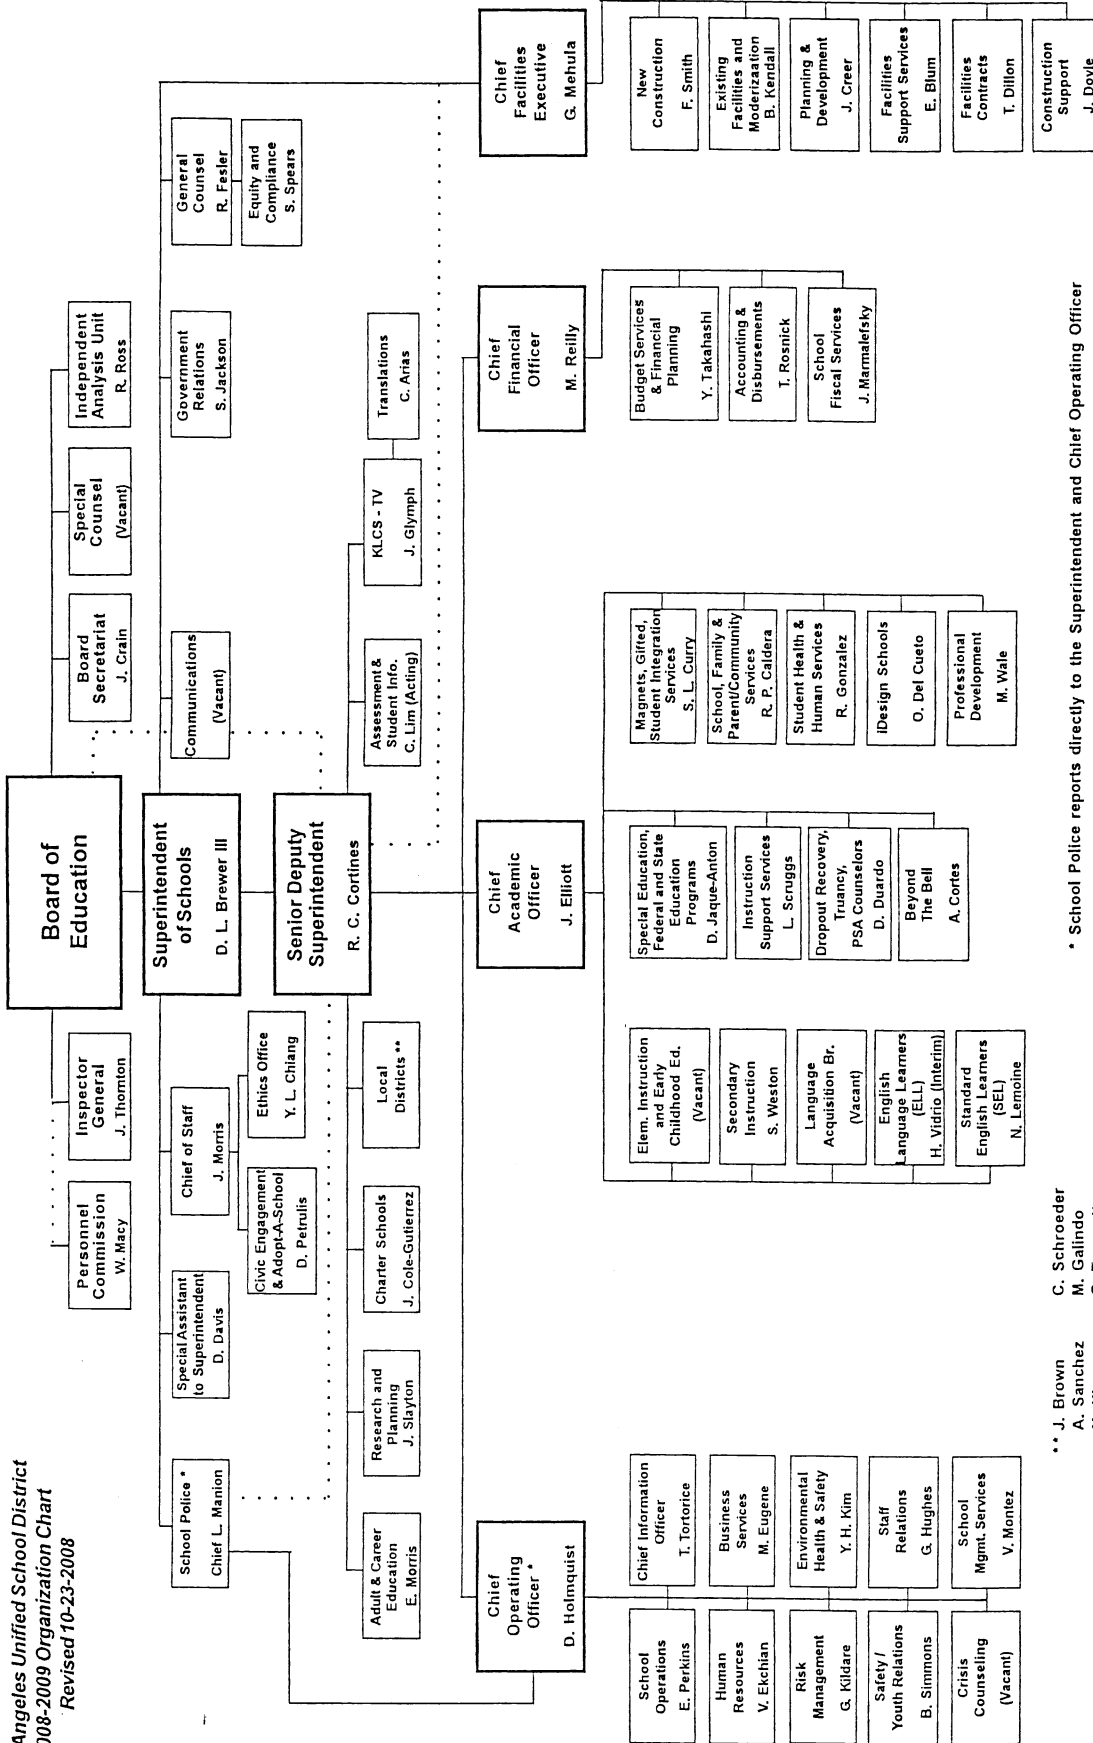 Angeles Unified School District
008-2009 Organization Chart
Revised 10-23-2008
Board of
Education
Personnel
Commission
W. Macy
Inspector
General
J. Thornton
Board
Secretariat
J. Crain
Special
Counsel
(Vacant)
Independent
Analysis Unit
R. Ross
Superintendent
of Schools
D. L. Brewer III
School Police *
Chief L. Manion
Special Assistant
to Superintendent
D. Davis
Chief of Staff
J. Morris
Civic Engagement
& Adopt-A-School
D. Petrulis
Ethics Office
Y. L. Chiang
Communications
(Vacant)
Government
Relations
S. Jackson
General
Counsel
R. Fesler
Equity and
Compliance
S. Spears
Senior Deputy
Superintendent
R. C. Cortines
Adult & Career
Education
E. Morris
Research and
Planning
J. Slayton
Charter Schools
J. Cole-Gutierrez
Local
Districts **
Assessment &
Student Info.
C. Lim (Acting)
KLCS - TV
J. Glymph
Translations
C. Arias
Chief
Operating
Officer *
D. Holmquist
Chief
Academic
Officer
J. Elliott
Chief
Financial
Officer
M. Reilly
Chief
Facilities
Executive
G. Mehula
School
Operations
E. Perkins
Human
Resources
V. Ekchian
Risk
Management
G. Kildare
Safety /
Youth Relations
B. Simmons
Crisis
Counseling
(Vacant)
Chief Information
Officer
T. Tortorice
Business
Services
M. Eugene
Environmental
Health & Safety
Y. H. Kim
Staff
Relations
G. Hughes
School
Mgmt. Services
V. Montez
Elem. Instruction
and Early
Childhood Ed.
(Vacant)
Secondary
Instruction
S. Weston
Language
Acquisition Br.
(Vacant)
English
Language Learners
(ELL)
H. Vidrio (Interim)
Standard
English Learners
(SEL)
N. Lemoine
Special Education,
Federal and State
Education
Programs
D. Jaque-Anton
Instruction
Support Services
L. Scruggs
Dropout Recovery,
Truancy,
PSA Counselors
D. Duardo
Beyond
The Bell
A. Cortes
Magnets, Gifted,
Student Integration
Services
S. L. Curry
School, Family &
Parent/Community
Services
R. P. Caldera
Student Health &
Human Services
R. Gonzalez
iDesign Schools
O. Del Cueto
Professional
Development
M. Wale
Budget Services
& Financial
Planning
Y. Takahashi
Accounting &
Disbursements
T. Rosnick
School
Fiscal Services
J. Marmalefsky
New
Construction
F. Smith
Existing
Facilities and
Moderizaation
B. Kendall
Planning &
Development
J. Creer
Facilities
Support Services
E. Blum
Facilities
Contracts
T. Dillon
Construction
Support
J. Doyle
** J. Brown C. Schroeder
A. Sanchez M. Galindo
* School Police reports directly to the Superintendent and Chief Operating Officer